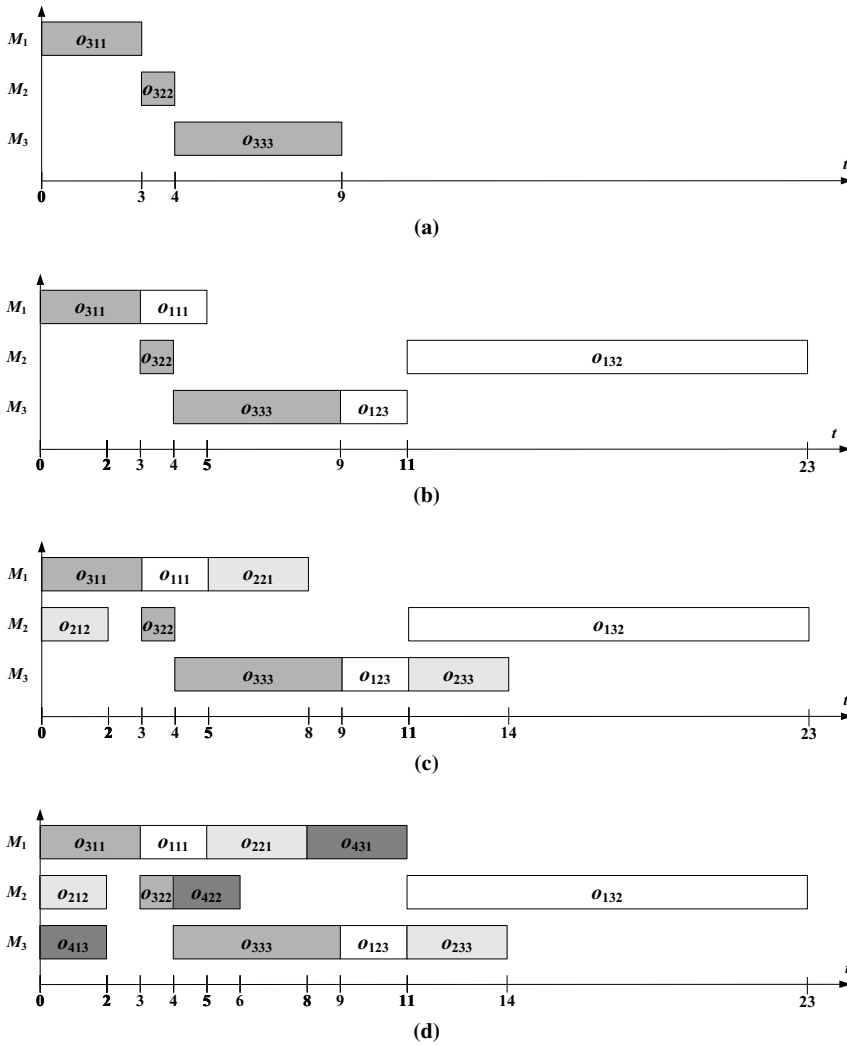 M₁ o₃₁₁
M₂ o₃₂₂
M₃ o₃₃₃
t
0 3 4 9
(a)
M₁ o₃₁₁ o₁₁₁
M₂ o₃₂₂ o₁₃₂
M₃ o₃₃₃ o₁₂₃
t
0 2 3 4 5 9 11 23
(b)
M₁ o₃₁₁ o₁₁₁ o₂₂₁
M₂ o₂₁₂ o₃₂₂ o₁₃₂
M₃ o₃₃₃ o₁₂₃ o₂₃₃
t
0 2 3 4 5 8 9 11 14 23
(c)
M₁ o₃₁₁ o₁₁₁ o₂₂₁ o₄₃₁
M₂ o₂₁₂ o₃₂₂ o₄₂₂ o₁₃₂
M₃ o₄₁₃ o₃₃₃ o₁₂₃ o₂₃₃
t
0 2 3 4 5 6 8 9 11 14 23
(d)